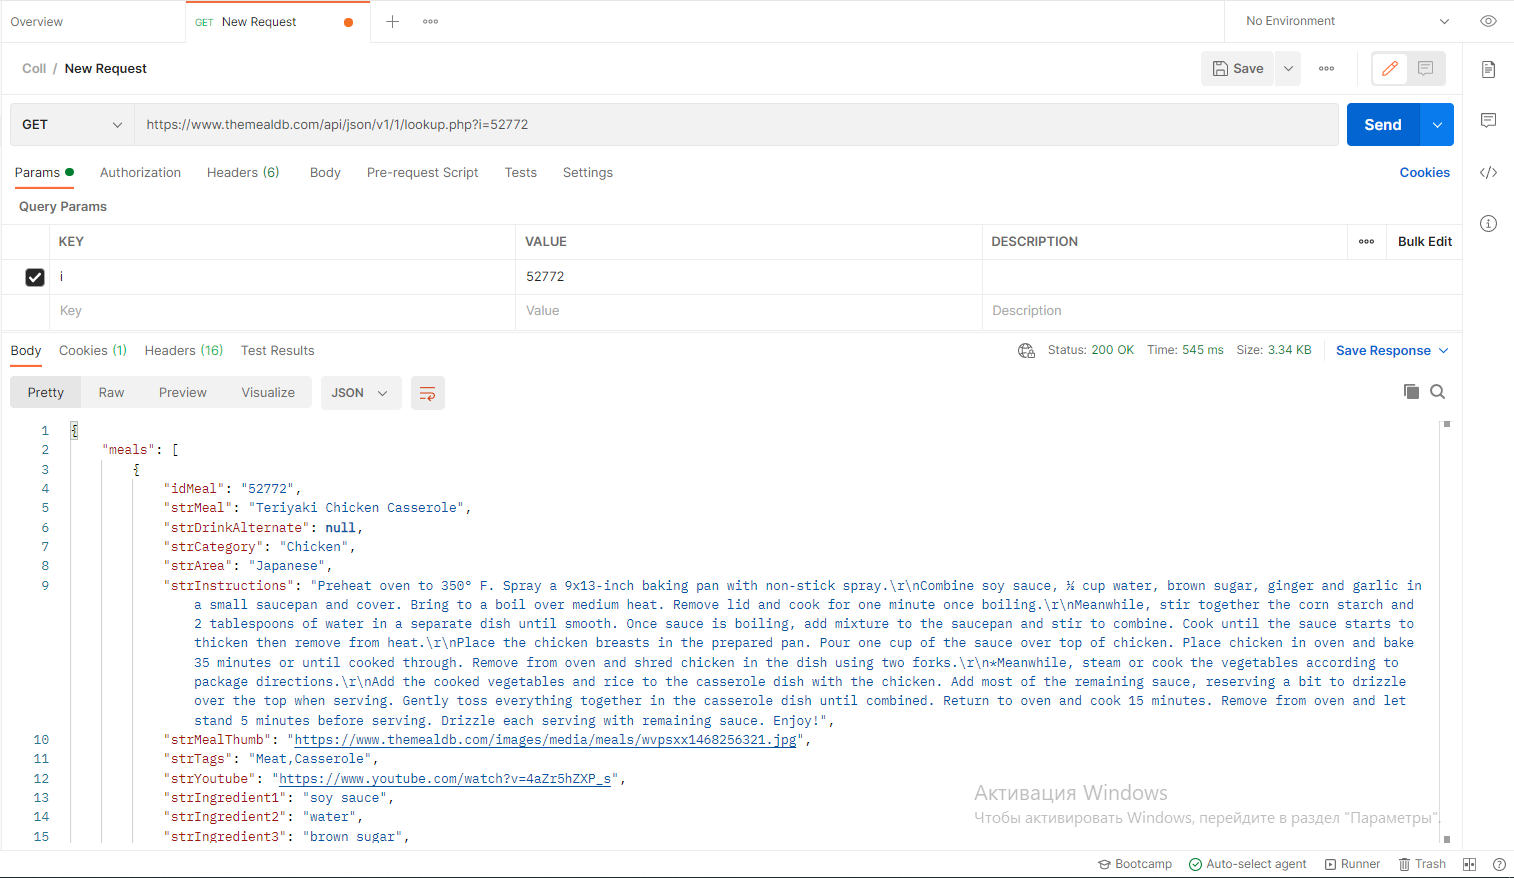 Overview
GET New Request
No Environment
Coll / New Request
Save
GET
https://www.themealdb.com/api/json/v1/1/lookup.php?i=52772
Send
Params Authorization Headers (6) Body Pre-request Script Tests Settings Cookies
Query Params
KEY VALUE DESCRIPTION Bulk Edit
i 52772
Key Value Description
Body Cookies (1) Headers (16) Test Results Status: 200 OK Time: 545 ms Size: 3.34 KB Save Response
Pretty Raw Preview Visualize JSON
1 {
2 "meals": [
3 {
4 "idMeal": "52772",
5 "strMeal": "Teriyaki Chicken Casserole",
6 "strDrinkAlternate": null,
7 "strCategory": "Chicken",
8 "strArea": "Japanese",
9 "strInstructions": "Preheat oven to 350° F. Spray a 9x13-inch baking pan with non-stick spray.\r\nCombine soy sauce, ½ cup water, brown sugar, ginger and garlic in
a small saucepan and cover. Bring to a boil over medium heat. Remove lid and cook for one minute once boiling.\r\nMeanwhile, stir together the corn starch and
2 tablespoons of water in a separate dish until smooth. Once sauce is boiling, add mixture to the saucepan and stir to combine. Cook until the sauce starts to
thicken then remove from heat.\r\nPlace the chicken breasts in the prepared pan. Pour one cup of the sauce over top of chicken. Place chicken in oven and bake
35 minutes or until cooked through. Remove from oven and shred chicken in the dish using two forks.\r\n*Meanwhile, steam or cook the vegetables according to
package directions.\r\nAdd the cooked vegetables and rice to the casserole dish with the chicken. Add most of the remaining sauce, reserving a bit to drizzle
over the top when serving. Gently toss everything together in the casserole dish until combined. Return to oven and cook 15 minutes. Remove from oven and let
stand 5 minutes before serving. Drizzle each serving with remaining sauce. Enjoy!",
10 "strMealThumb": "https://www.themealdb.com/images/media/meals/wvpsxx1468256321.jpg",
11 "strTags": "Meat,Casserole",
12 "strYoutube": "https://www.youtube.com/watch?v=4aZr5hZXP_s",
13 "strIngredient1": "soy sauce",
14 "strIngredient2": "water",
15 "strIngredient3": "brown sugar",
Активация Windows
Чтобы активировать Windows, перейдите в раздел "Параметры".
Bootcamp Auto-select agent Runner Trash